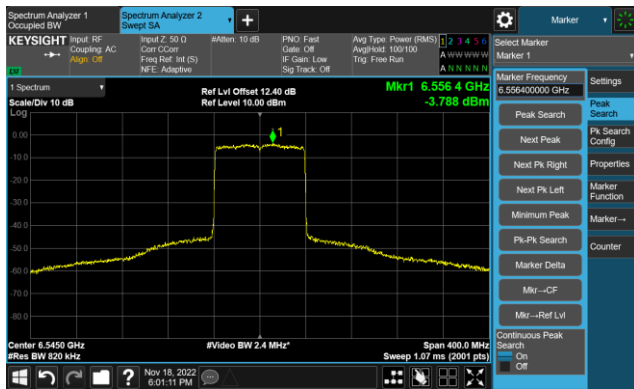 Spectrum Analyzer 1
Occupied BW
Spectrum Analyzer 2
Swept SA
Marker
KEYSIGHT
Input: RF
Coupling: AC
Align: Off
Input Z: 50 Ω
Corr CCorr
Freq Ref: Int (S)
NFE: Adaptive
#Atten: 10 dB
PNO: Fast
Gate: Off
IF Gain: Low
Sig Track: Off
Avg Type: Power (RMS)
Avg|Hold: 100/100
Trig: Free Run
1 2 3 4 5 6
A W W W W W
A N N N N N
LXI
Select Marker
Marker 1
1 Spectrum
Scale/Div 10 dB
Log
Ref Lvl Offset 12.40 dB
Ref Level 10.00 dBm
Mkr1 6.556 4 GHz
-3.788 dBm
1
0.00
-10.0
-20.0
-30.0
-40.0
-50.0
-60.0
-70.0
-80.0
Center 6.5450 GHz
#Res BW 820 kHz
#Video BW 2.4 MHz*
Span 400.0 MHz
Sweep 1.07 ms (2001 pts)
Marker Frequency
6.556400000 GHz
Peak Search
Next Peak
Next Pk Right
Next Pk Left
Minimum Peak
Pk-Pk Search
Marker Delta
Mkr→CF
Mkr→Ref Lvl
Continuous Peak
Search
On
Off
Settings
Peak
Search
Pk Search
Config
Properties
Marker
Function
Marker→
Counter
Nov 18, 2022
6:01:11 PM